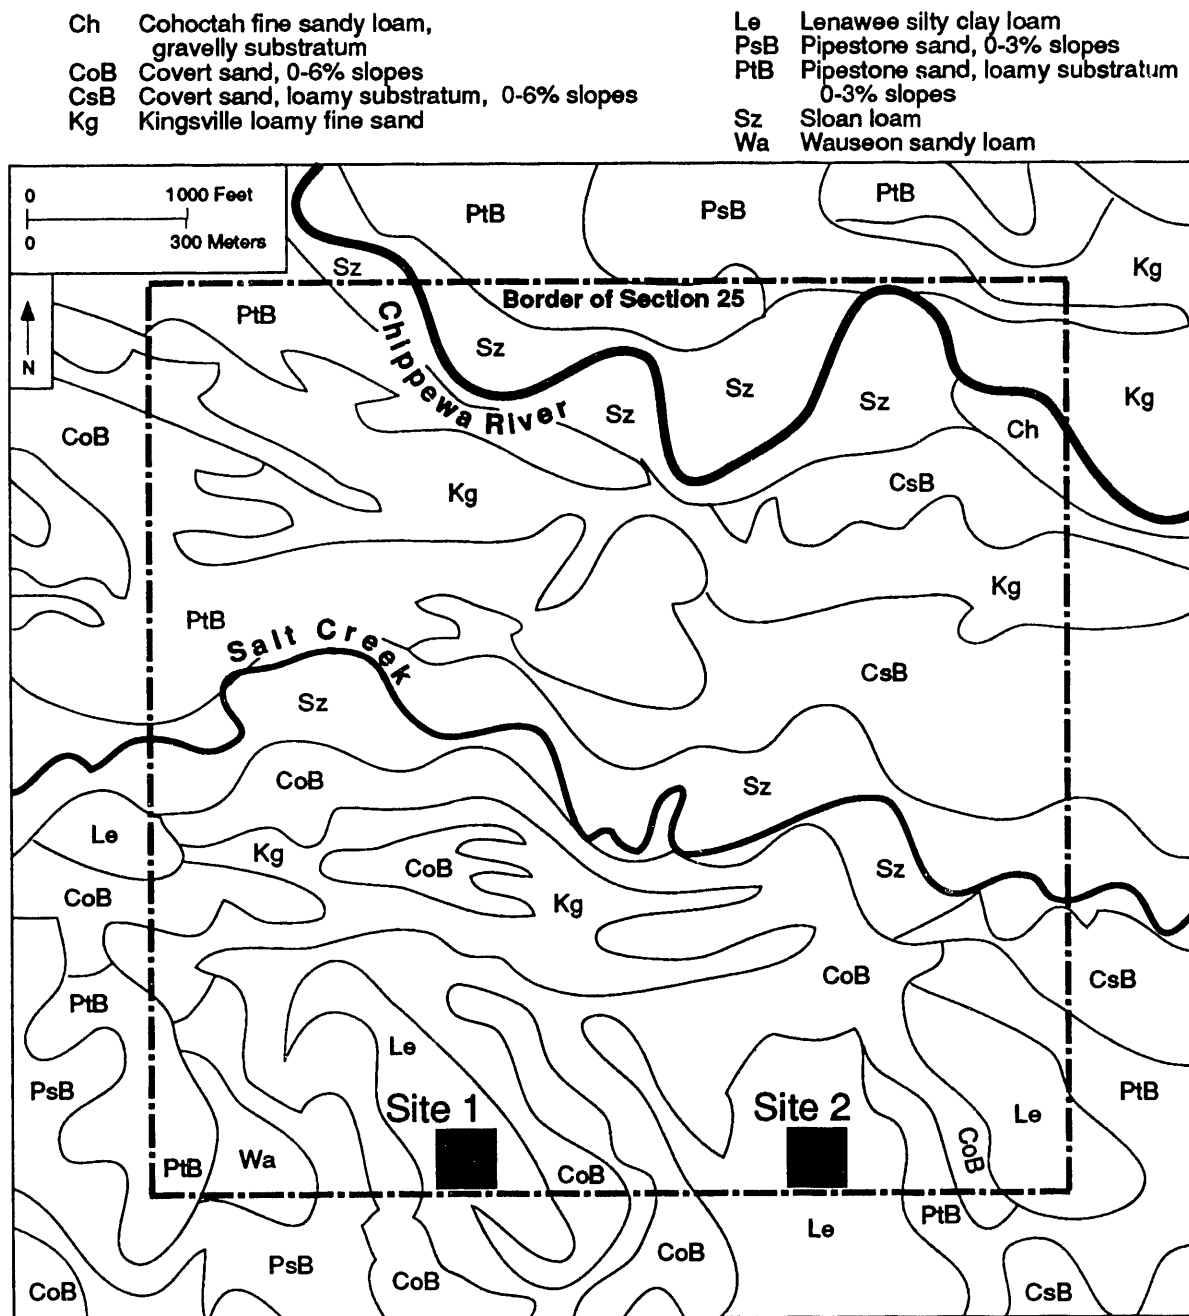 Ch Cohoctah fine sandy loam,
gravelly substratum
CoB Covert sand, 0-6% slopes
CsB Covert sand, loamy substratum, 0-6% slopes
Kg Kingsville loamy fine sand
Le Lenawee silty clay loam
PsB Pipestone sand, 0-3% slopes
PtB Pipestone sand, loamy substratum
0-3% slopes
Sz Sloan loam
Wa Wauseon sandy loam
0 1000 Feet
0 300 Meters
N
PtB
PsB
PtB
Kg
Sz
Border of Section 25
PtB
Chippewa River
Sz
Sz
Sz
Sz
Kg
Ch
CoB
Kg
CsB
Kg
PtB
Salt Creek
CsB
Sz
CoB
Sz
Le
Kg
CoB
Sz
CoB
Kg
CoB
CsB
PtB
Le
PsB
PtB
Site 1
Site 2
Le
CoB
PtB
Wa
CoB
PtB
Le
CoB
PsB
CoB
CoB
CsB